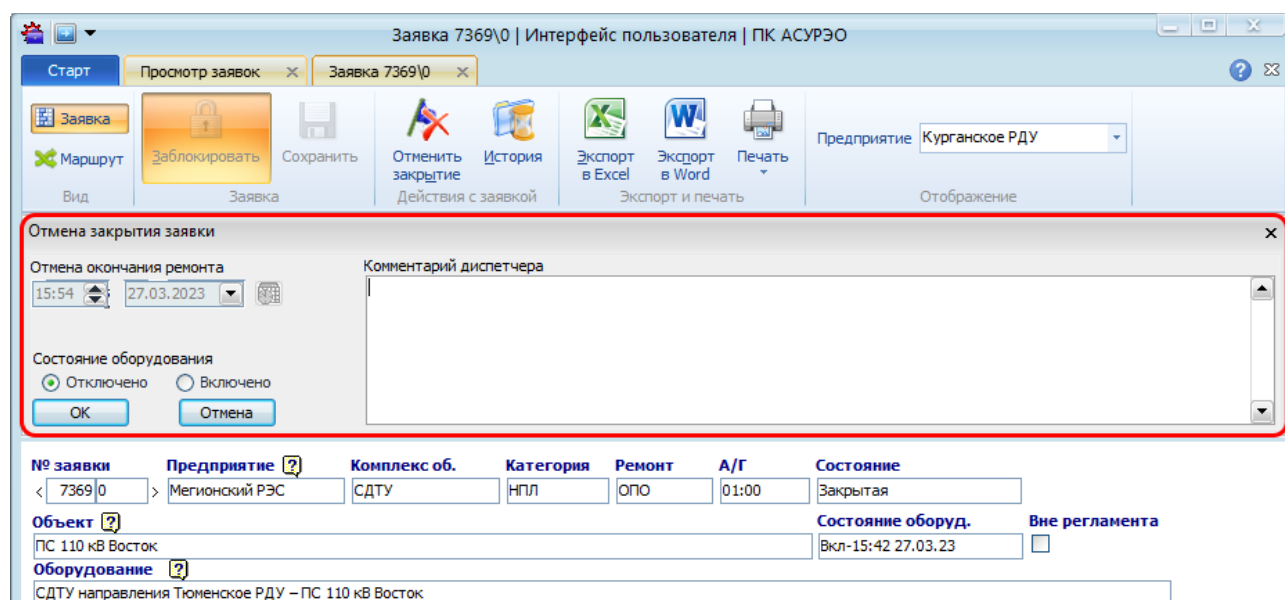 Заявка 7369\0 | Интерфейс пользователя | ПК АСУРЭО
Старт Просмотр заявок Заявка 7369\0
Заявка
Маршрут
Вид
Заблокировать Сохранить
Заявка
Отменить закрытие
История
Действия с заявкой
Экспорт в Excel
Экспорт в Word
Печать
Экспорт и печать
Предприятие Курганское РДУ
Отображение
Отмена закрытия заявки
Отмена окончания ремонта Комментарий диспетчера
15:54 27.03.2023
Состояние оборудования
Отключено Включено
ОК Отмена
№ заявки Предприятие ? Комплекс об. Категория Ремонт А/Г Состояние
< 7369 0 > Мегионский РЭС СДТУ НПЛ ОПО 01:00 Закрытая
Объект ? Состояние оборуд. Вне регламента
ПС 110 кВ Восток Вкл-15:42 27.03.23
Оборудование ?
СДТУ направления Тюменское РДУ – ПС 110 кВ Восток